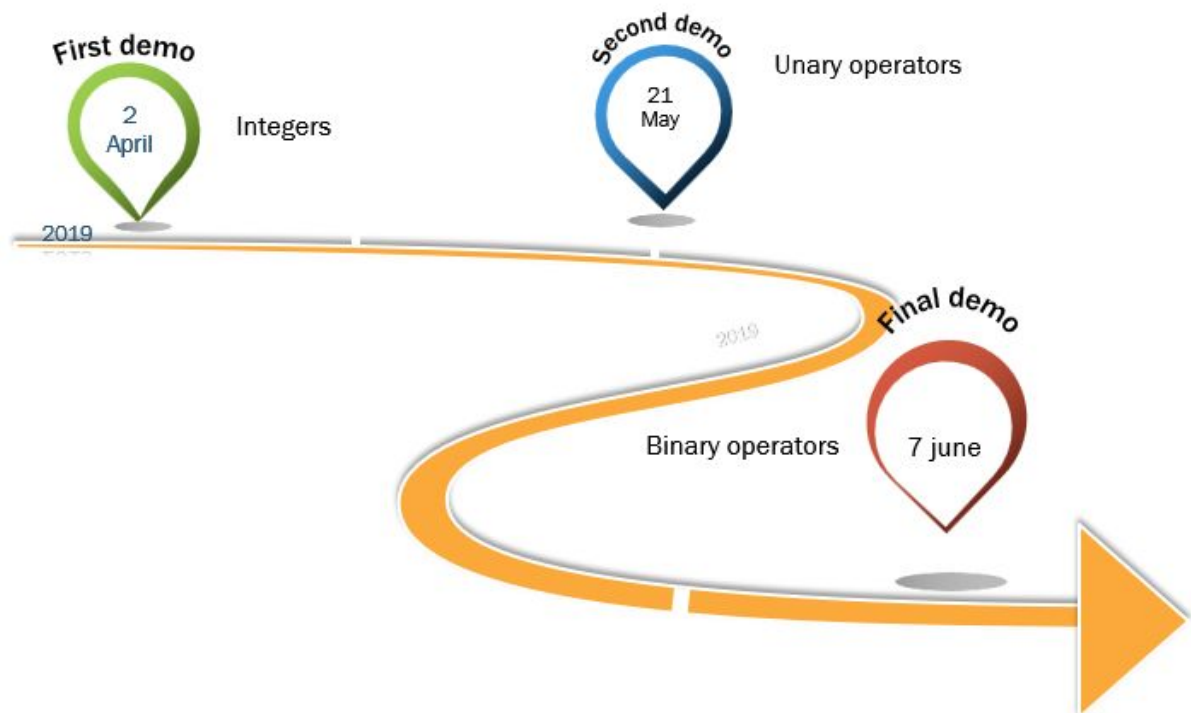 First demo
2
April
Integers
Second demo
21
May
Unary operators
2019
2019
Final demo
Binary operators
7 june